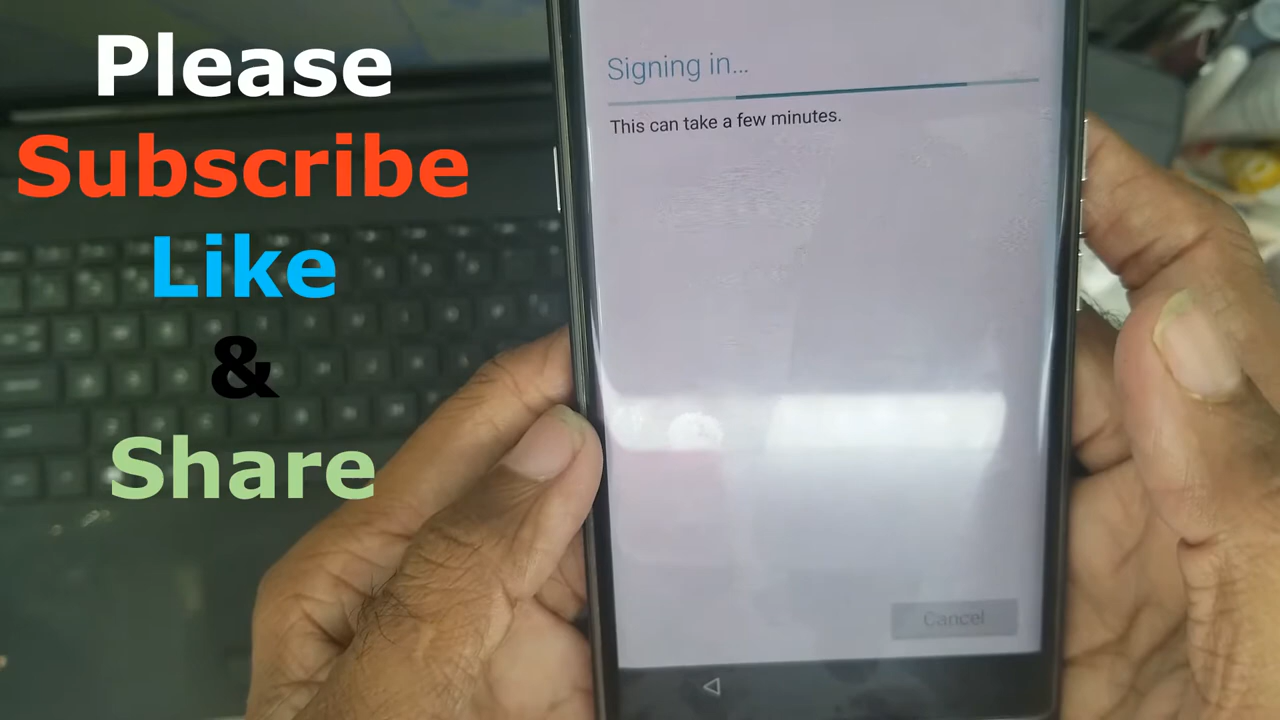 Please
Subscribe
Like
&
Share
Signing in...
This can take a few minutes.
Cancel